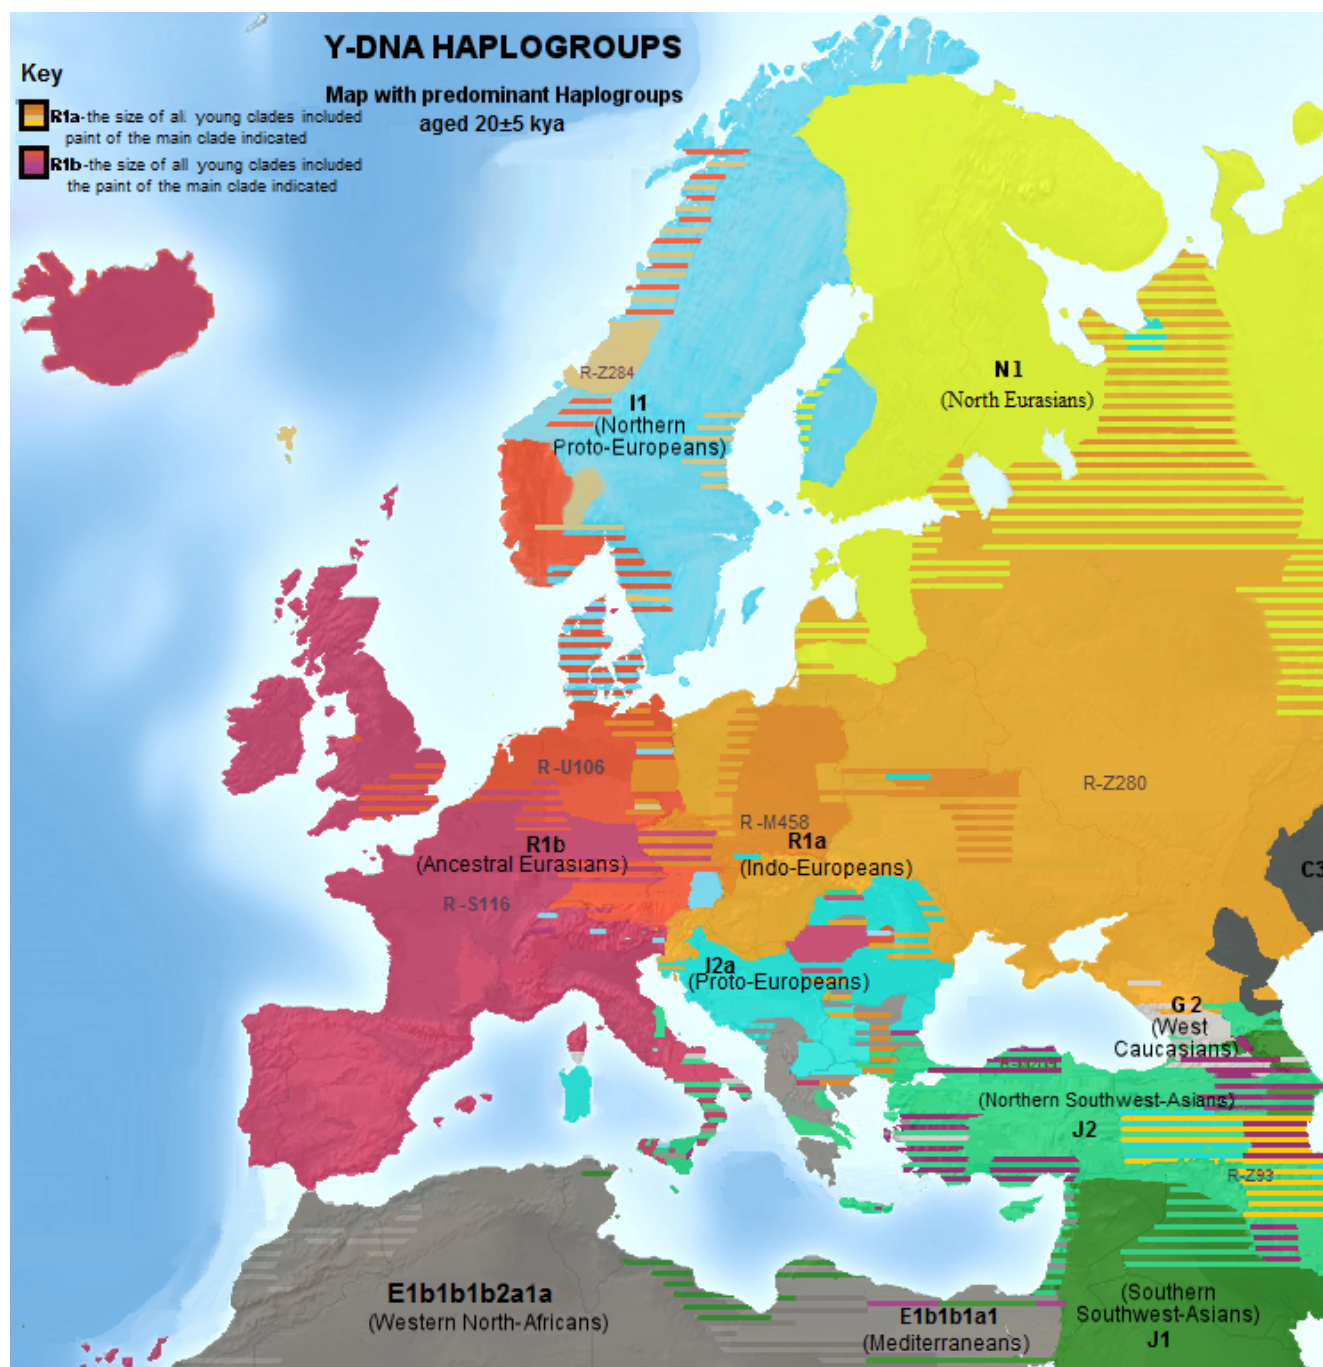 Y-DNA HAPLOGROUPS
Map with predominant Haplogroups
aged 20±5 kya
Key
R1a-the size of all young clades included
paint of the main clade indicated
R1b-the size of all young clades included
the paint of the main clade indicated
R-Z284
I1
(Northern
Proto-Europeans)
N1
(North Eurasians)
R-U106
R-Z280
R-M458
R1b
(Ancestral Eurasians)
R1a
(Indo-Europeans)
C3
R-S116
I2a
(Proto-Europeans)
G2
(West
Caucasians)
(Northern Southwest-Asians)
J2
R-Z93
E1b1b1b2a1a
(Western North-Africans)
E1b1b1a1
(Mediterraneans)
(Southern
Southwest-Asians)
J1